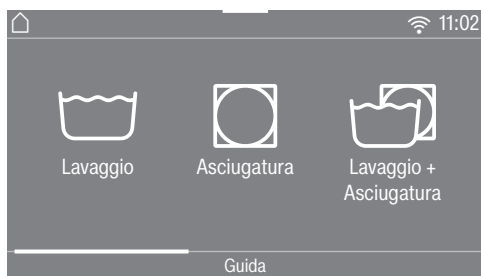 11:02
Lavaggio
Asciugatura
Lavaggio +
Asciugatura
Guida